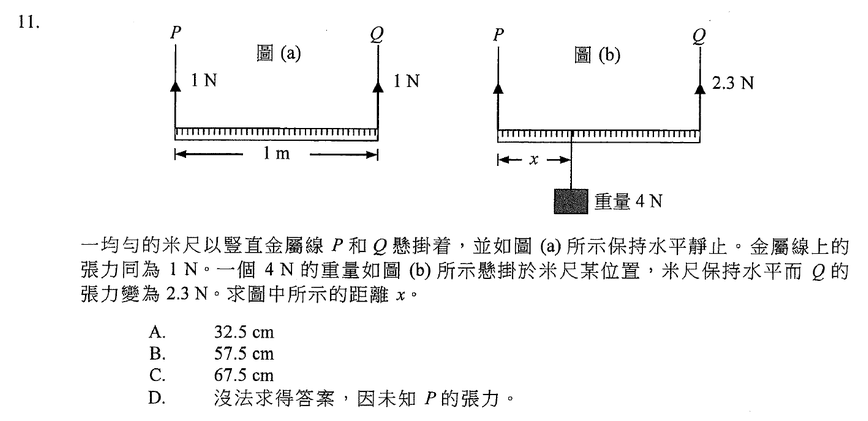 11.
P
圖 (a)
Q
1 N
1 N
1 m
P
圖 (b)
Q
2.3 N
x
重量 4 N
一均勻的米尺以豎直金屬線 P 和 Q 懸掛着，並如圖 (a) 所示保持水平靜止。金屬線上的
張力同為 1 N。一個 4 N 的重量如圖 (b) 所示懸掛於米尺某位置，米尺保持水平而 Q 的
張力變為 2.3 N。求圖中所示的距離 x。
A. 32.5 cm
B. 57.5 cm
C. 67.5 cm
D. 沒法求得答案，因未知 P 的張力。